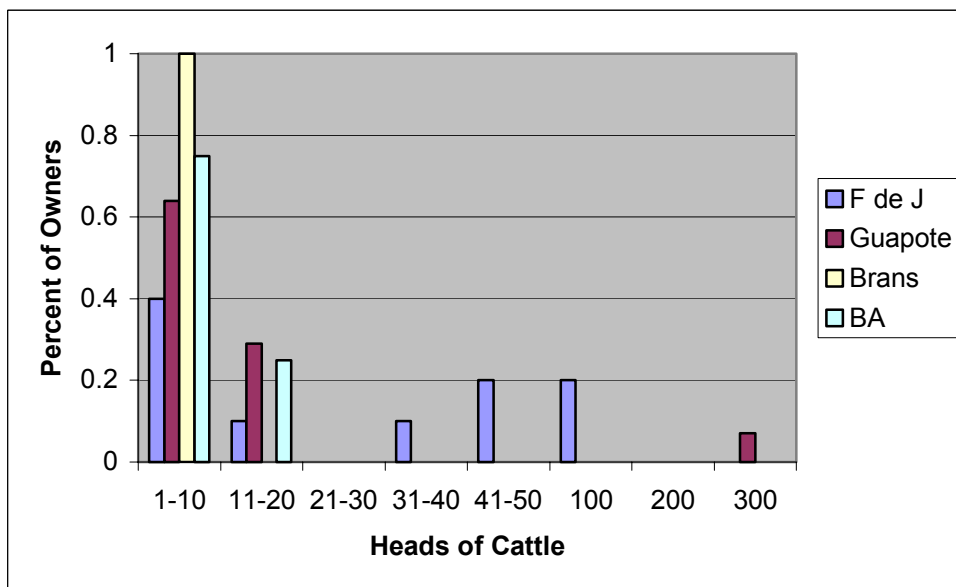 1
0.8
0.6
0.4
0.2
0
Percent of Owners
1-10 11-20 21-30 31-40 41-50 100 200 300
Heads of Cattle
F de J
Guapote
Brans
BA